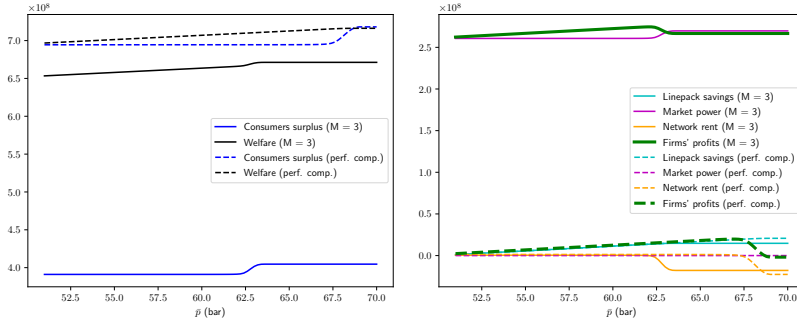 ×10⁸
7.0
6.5
6.0
5.5
5.0
4.5
4.0
Consumers surplus (M = 3)
Welfare (M = 3)
Consumers surplus (perf. comp.)
Welfare (perf. comp.)
52.5 55.0 57.5 60.0 62.5 65.0 67.5 70.0
p̄ (bar)
×10⁸
2.5
2.0
1.5
1.0
0.5
0.0
Linepack savings (M = 3)
Market power (M = 3)
Network rent (M = 3)
Firms' profits (M = 3)
Linepack savings (perf. comp.)
Market power (perf. comp.)
Network rent (perf. comp.)
Firms' profits (perf. comp.)
52.5 55.0 57.5 60.0 62.5 65.0 67.5 70.0
p̄ (bar)